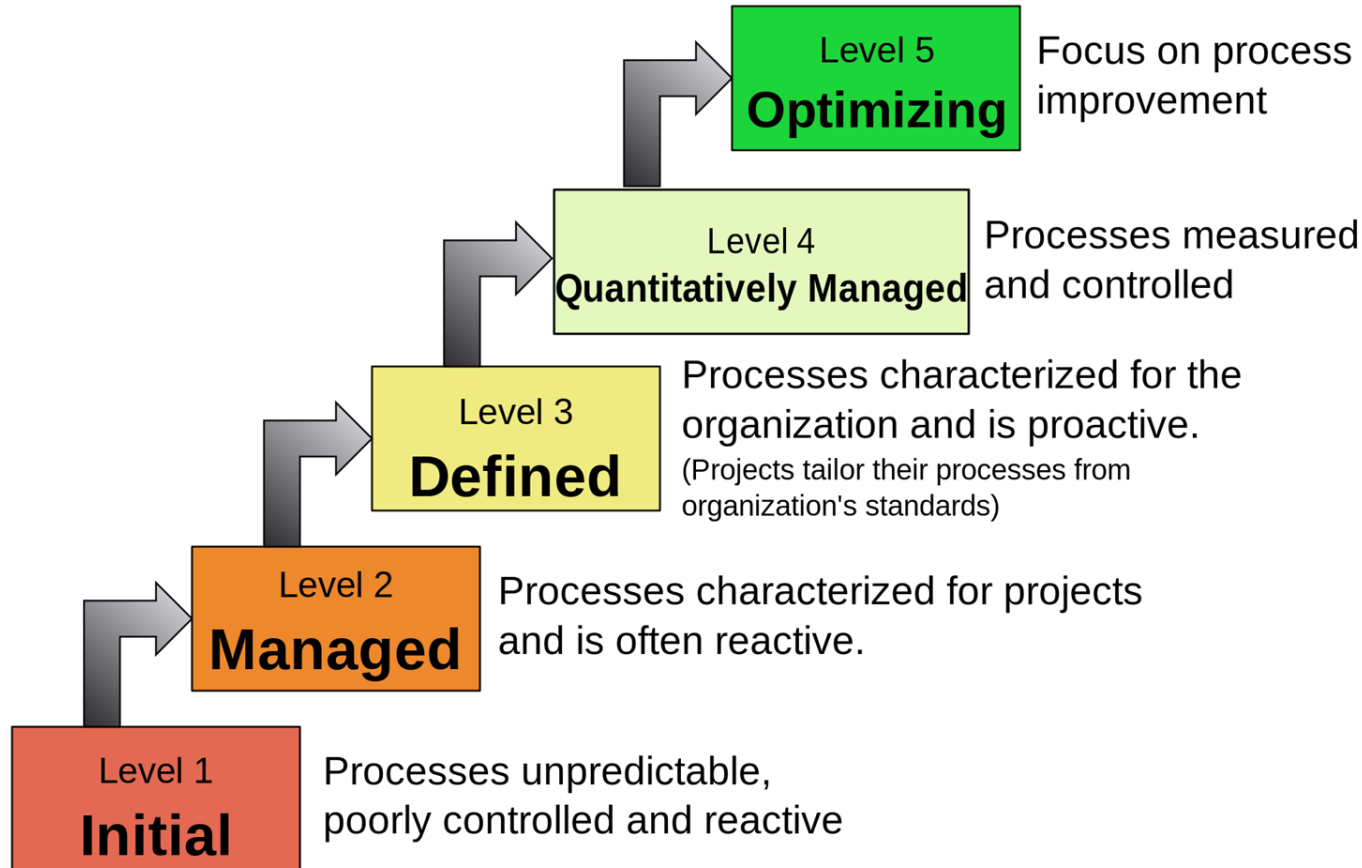 Level 5
Optimizing
Focus on process
improvement
Level 4
Quantitatively Managed
Processes measured
and controlled
Level 3
Defined
Processes characterized for the
organization and is proactive.
(Projects tailor their processes from
organization's standards)
Level 2
Managed
Processes characterized for projects
and is often reactive.
Level 1
Initial
Processes unpredictable,
poorly controlled and reactive